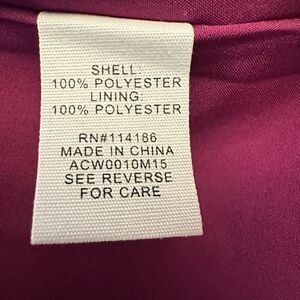 SHELL:
100% POLYESTER
LINING:
100% POLYESTER
RN#114186
MADE IN CHINA
ACW0010M15
SEE REVERSE
FOR CARE